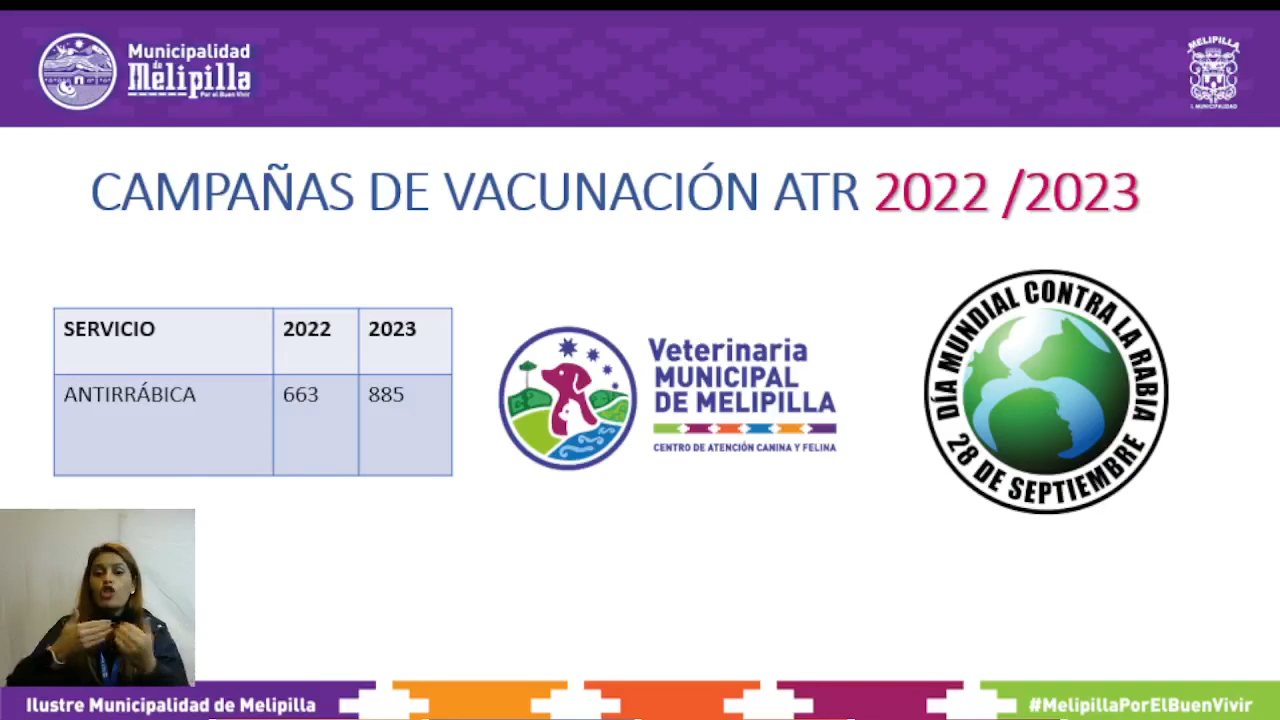 Municipalidad
de
Melipilla
Por el Buen Vivir
MELIPILLA
I. MUNICIPALIDAD
CAMPAÑAS DE VACUNACIÓN ATR 2022 /2023
SERVICIO 2022 2023
ANTIRRÁBICA 663 885
Veterinaria
MUNICIPAL
DE MELIPILLA
CENTRO DE ATENCIÓN CANINA Y FELINA
DÍA MUNDIAL CONTRA LA RABIA
28 DE SEPTIEMBRE
Ilustre Municipalidad de Melipilla
#MelipillaPorElBuenVivir